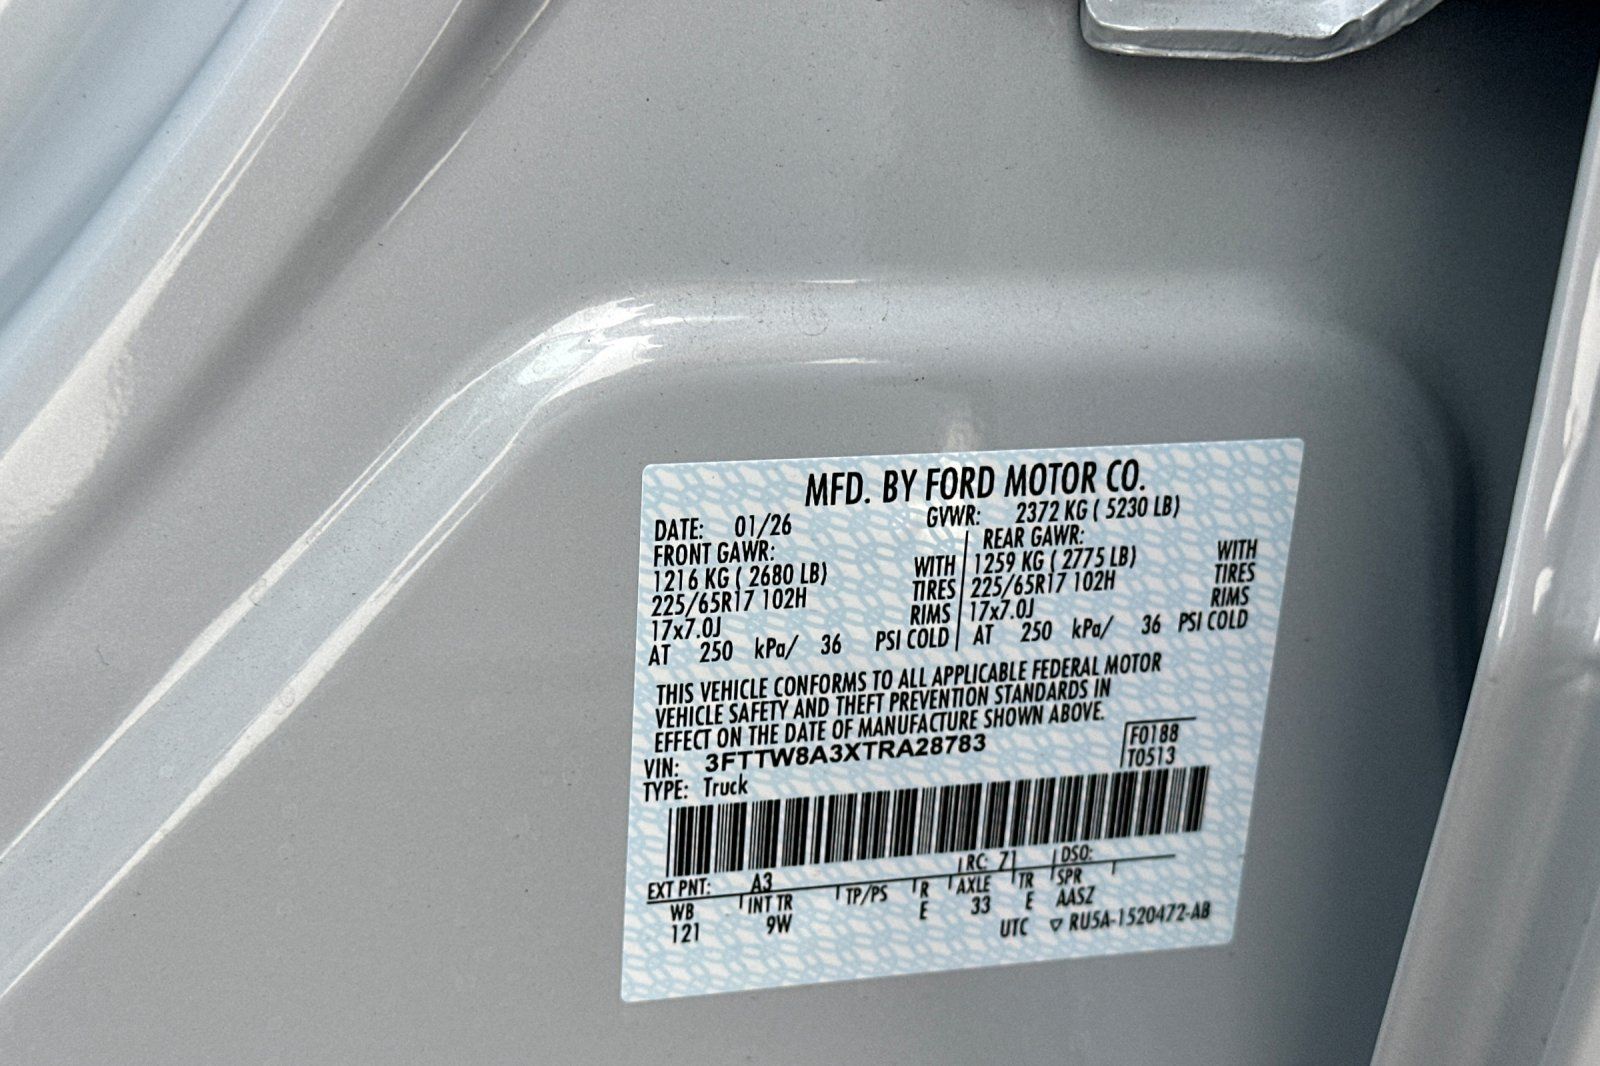 MFD. BY FORD MOTOR CO.
DATE: 01/26 GVWR: 2372 KG ( 5230 LB)
FRONT GAWR: REAR GAWR:
1216 KG ( 2680 LB) WITH 1259 KG ( 2775 LB) WITH
225/65R17 102H TIRES 225/65R17 102H TIRES
17x7.0J RIMS 17x7.0J RIMS
AT 250 kPa/ 36 PSI COLD AT 250 kPa/ 36 PSI COLD
THIS VEHICLE CONFORMS TO ALL APPLICABLE FEDERAL MOTOR
VEHICLE SAFETY AND THEFT PREVENTION STANDARDS IN
EFFECT ON THE DATE OF MANUFACTURE SHOWN ABOVE.
VIN: 3FTTW8A3XTRA28783 F0188
TYPE: Truck T0513
EXT PNT: A3 RC: Z1 DSO:
WB INT TR TP/PS R AXLE TR SPR
121 9W E 33 E AASZ
UTC ▽ RU5A-1520472-AB